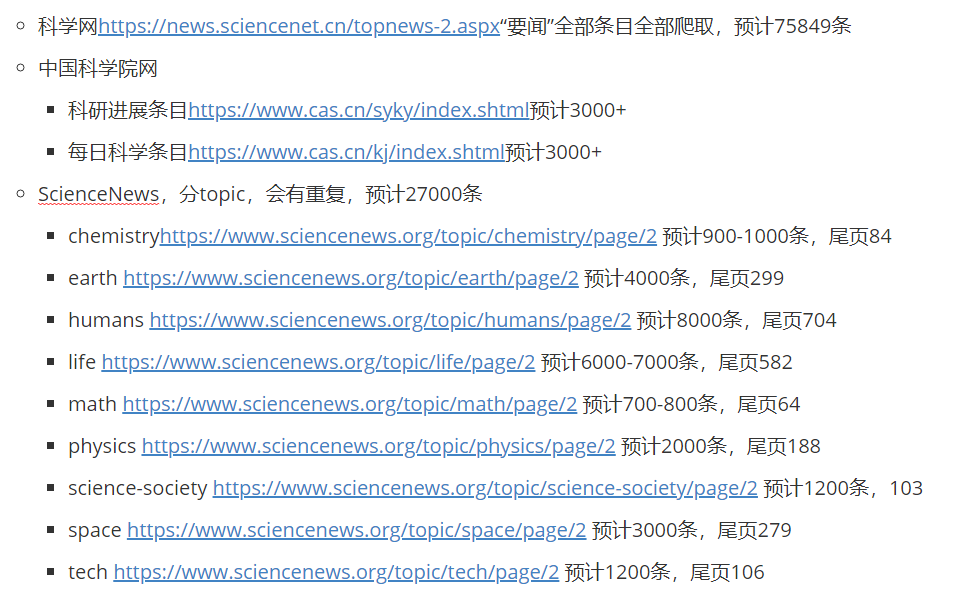 科学网https://news.sciencenet.cn/topnews-2.aspx“要闻”全部条目全部爬取，预计75849条
中国科学院网
科研进展条目https://www.cas.cn/syky/index.shtml预计3000+
每日科学条目https://www.cas.cn/kj/index.shtml预计3000+
ScienceNews，分topic，会有重复，预计27000条
chemistryhttps://www.sciencenews.org/topic/chemistry/page/2 预计900-1000条，尾页84
earth https://www.sciencenews.org/topic/earth/page/2 预计4000条，尾页299
humans https://www.sciencenews.org/topic/humans/page/2 预计8000条，尾页704
life https://www.sciencenews.org/topic/life/page/2 预计6000-7000条，尾页582
math https://www.sciencenews.org/topic/math/page/2 预计700-800条，尾页64
physics https://www.sciencenews.org/topic/physics/page/2 预计2000条，尾页188
science-society https://www.sciencenews.org/topic/science-society/page/2 预计1200条，103
space https://www.sciencenews.org/topic/space/page/2 预计3000条，尾页279
tech https://www.sciencenews.org/topic/tech/page/2 预计1200条，尾页106